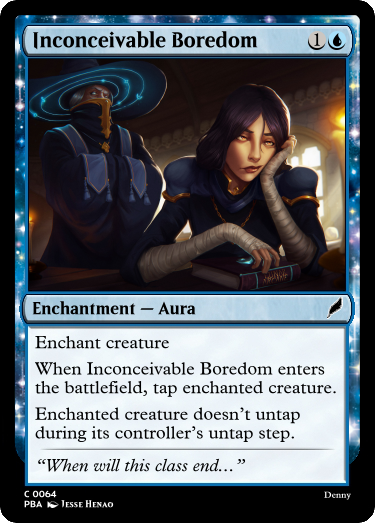 Inconceivable Boredom 1
Enchantment — Aura
Enchant creature
When Inconceivable Boredom enters
the battlefield, tap enchanted creature.
Enchanted creature doesn't untap
during its controller's untap step.
“When will this class end...”
C 0064
Denny
PBA Jesse Henao